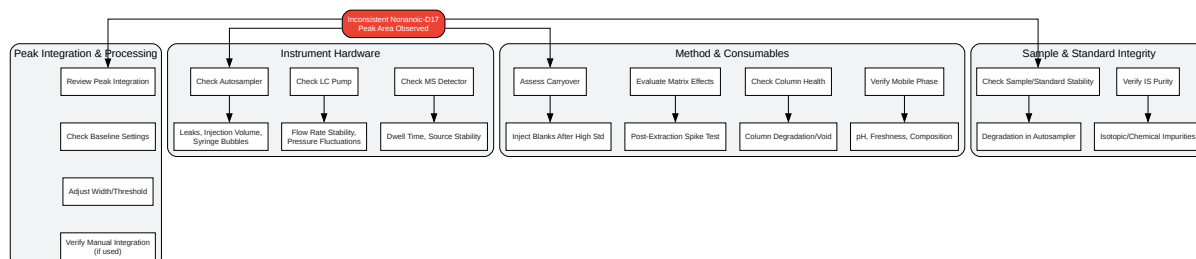 Inconsistent Nonanoic-D17
Peak Area Observed
Peak Integration & Processing
Instrument Hardware
Method & Consumables
Sample & Standard Integrity
Review Peak Integration
Check Autosampler
Check LC Pump
Check MS Detector
Assess Carryover
Evaluate Matrix Effects
Check Column Health
Verify Mobile Phase
Check Sample/Standard Stability
Verify IS Purity
Check Baseline Settings
Leaks, Injection Volume,
Syringe Bubbles
Flow Rate Stability,
Pressure Fluctuations
Dwell Time, Source Stability
Inject Blanks After High Std
Post-Extraction Spike Test
Column Degradation/Void
pH, Freshness, Composition
Degradation in Autosampler
Isotopic/Chemical Impurities
Adjust Width/Threshold
Verify Manual Integration
(if used)